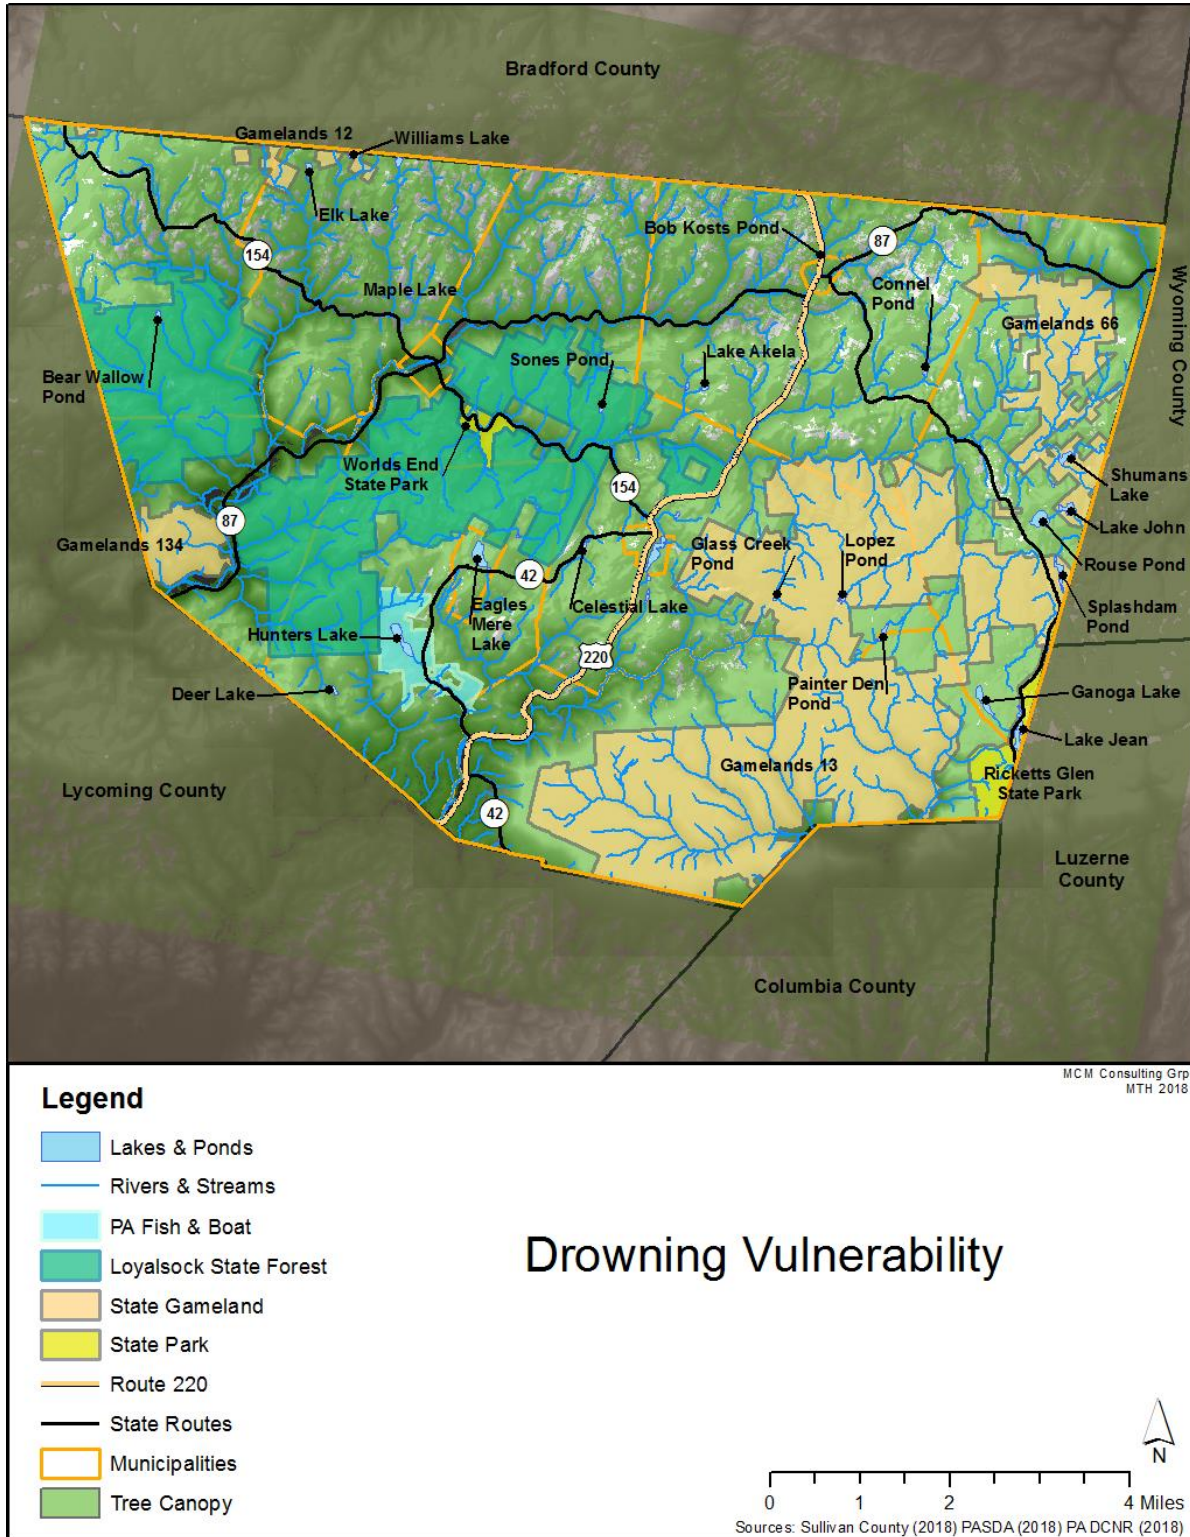 Bradford County
Gamelands 12
Williams Lake
Elk Lake
Bob Kosts Pond
87
154
Connel
Pond
Maple Lake
Wyoming County
Gamelands 66
Sones Pond
Lake Akela
Bear Wallow
Pond
Worlds End
State Park
154
Shumans
Lake
87
Lake John
Gamelands 134
Glass Creek
Pond
Lopez
Pond
Rouse Pond
42
Eagles
Mere
Lake
Celestial Lake
Splashdam
Pond
Hunters Lake
220
Deer Lake
Painter Den
Pond
Ganoga Lake
Lake Jean
Gamelands 13
Ricketts Glen
State Park
Lycoming County
42
Luzerne
County
Columbia County
MCM Consulting Grp
MTH 2018
Legend
Lakes & Ponds
Rivers & Streams
PA Fish & Boat
Loyalsock State Forest
State Gameland
State Park
Route 220
State Routes
Municipalities
Tree Canopy
Drowning Vulnerability
N
0 1 2 4 Miles
Sources: Sullivan County (2018) PASDA (2018) PA DCNR (2018)